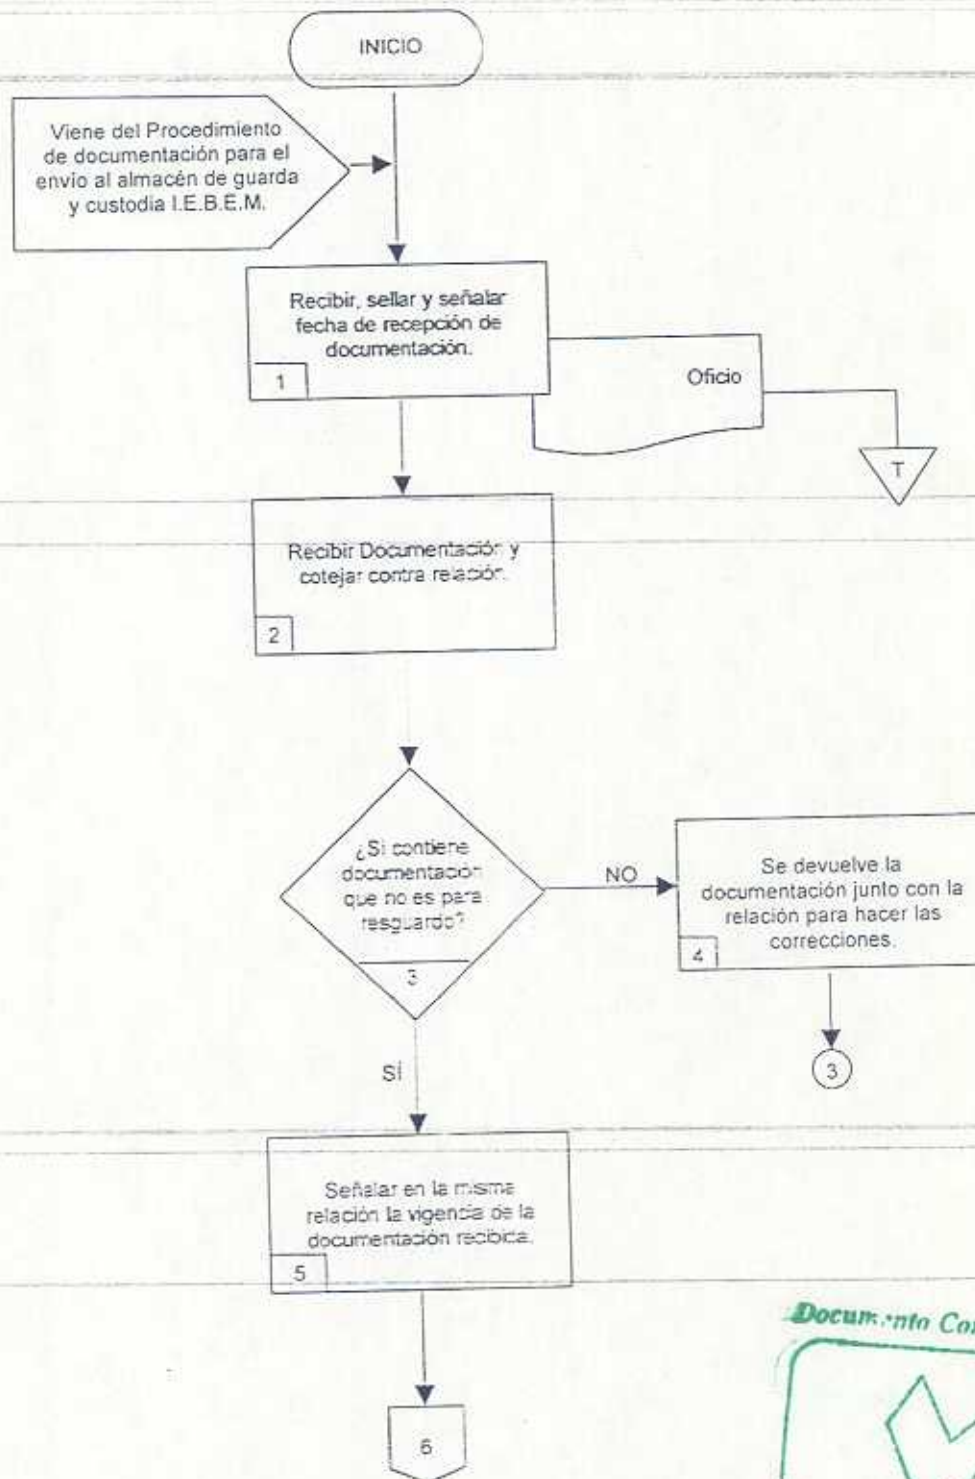 INICIO
Viene del Procedimiento
de documentación para el
envío al almacén de guarda
y custodia I.E.B.E.M.
Recibir, sellar y señalar
fecha de recepción de
documentación.
1
Oficio
T
Recibir Documentación y
cotejar contra relación.
2
¿Si contiene
documentación
que no es para
resguardo?
3
NO
Se devuelve la
documentación junto con la
relación para hacer las
correcciones.
4
3
SÍ
Señalar en la misma
relación la vigencia de la
documentación recibida.
5
6
Documento